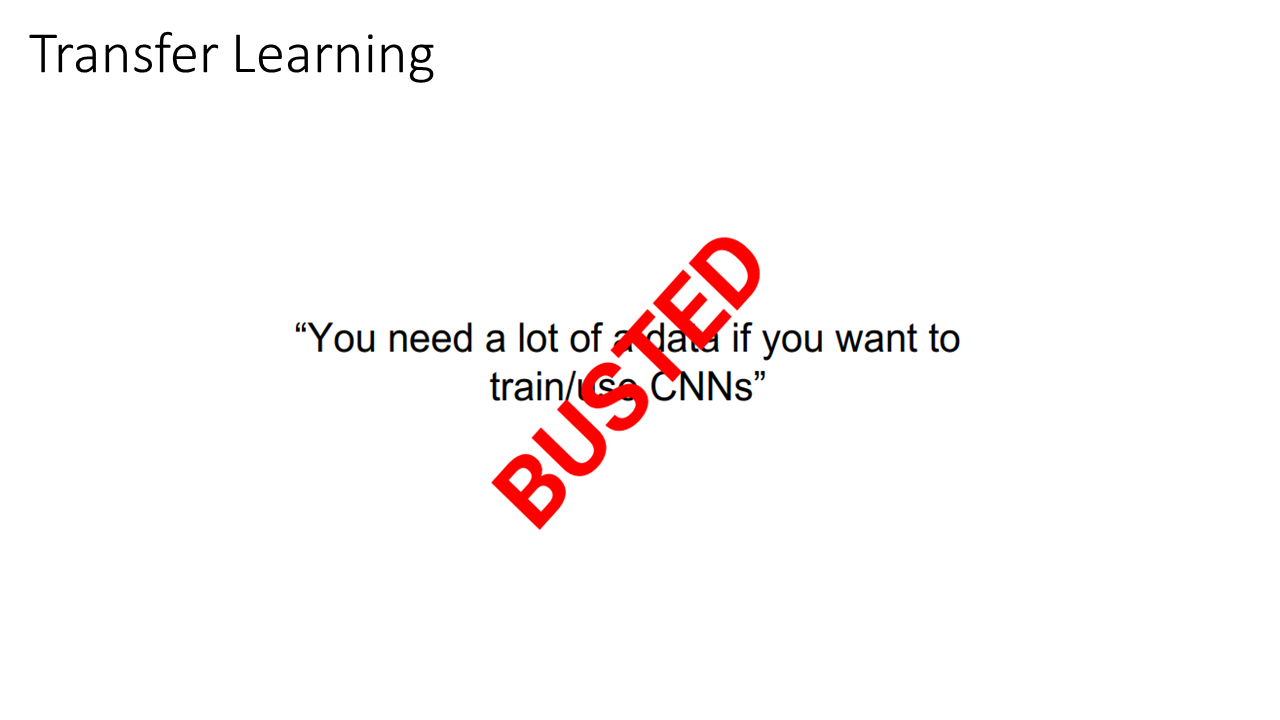 Transfer Learning
“You need a lot of a data if you want to
train/use CNNs”
BUSTED